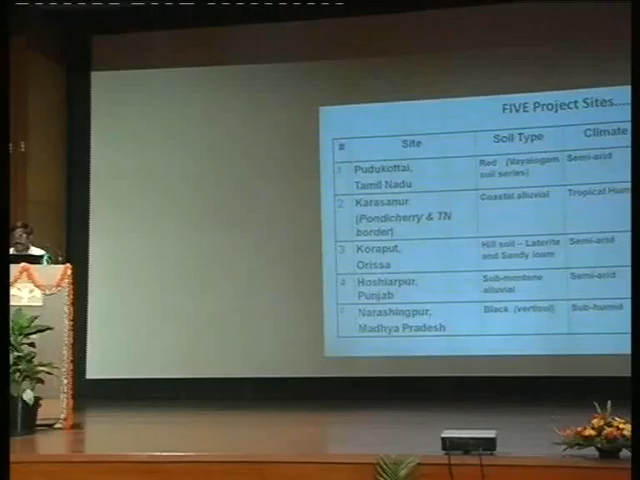 FIVE Project Sites.....
# Site Soil Type Climate
1 Pudukottai, Tamil Nadu Red (Vayalogam soil series) Semi-arid
2 Karasanur (Pondicherry & TN border) Coastal alluvial Tropical Hum
3 Koraput, Orissa Hill soil – Laterite and Sandy loam Semi-arid
4 Hoshiarpur, Punjab Sub-montane alluvial Semi-arid
Narashingpur, Madhya Pradesh Black (vertisol) Sub-humid